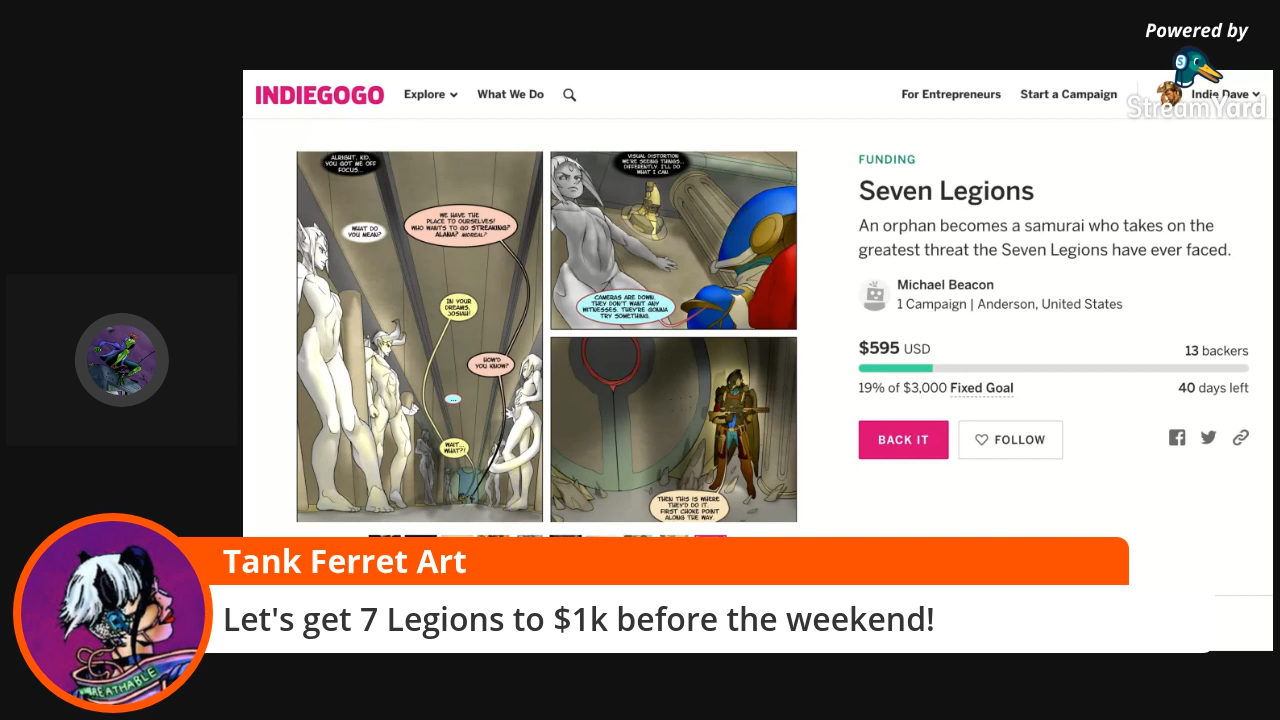 Powered by
StreamYard
INDIEGOGO
Explore
What We Do
For Entrepreneurs
Start a Campaign
Indie Dave
ALRIGHT, KID,
YOU GOT ME OFF
FOCUS...
WHAT DO
YOU MEAN?
WE HAVE THE
PLACE TO OURSELVES!
WHO WANTS TO GO STREAKING?
ALANA? MOREAL?
IN YOUR
DREAMS,
JOSIAH!
HOW'D
YOU KNOW?
...
WAIT...
WHAT?!
VISUAL DISTORTION
WE'RE SEEING THINGS...
DIFFERENTLY. I'LL DO
WHAT I CAN.
CAMERAS ARE DOWN.
THEY DON'T WANT ANY
WITNESSES. THEY'RE GONNA
TRY SOMETHING.
THEN THIS IS WHERE
THEY'D DO IT.
FIRST CHOKE POINT
ALONG THE WAY.
FUNDING
Seven Legions
An orphan becomes a samurai who takes on the
greatest threat the Seven Legions have ever faced.
Michael Beacon
1 Campaign | Anderson, United States
$595 USD
13 backers
19% of $3,000 Fixed Goal
40 days left
BACK IT
FOLLOW
Tank Ferret Art
Let's get 7 Legions to $1k before the weekend!
BREATHABLE